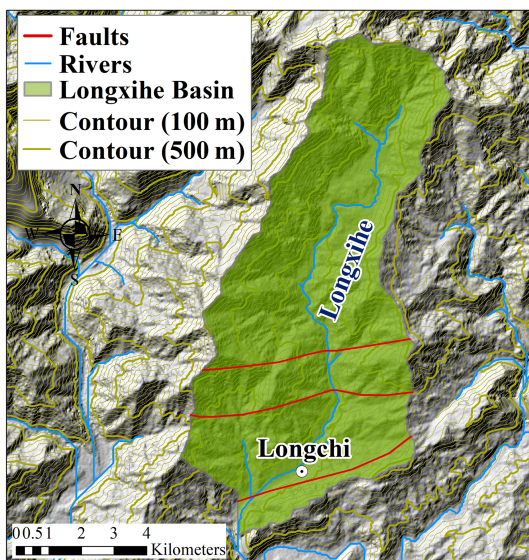 Faults
Rivers
Longxihe Basin
Contour (100 m)
Contour (500 m)
N
W E
S
Longxihe
Longchi
0 0.5 1 2 3 4
Kilometers